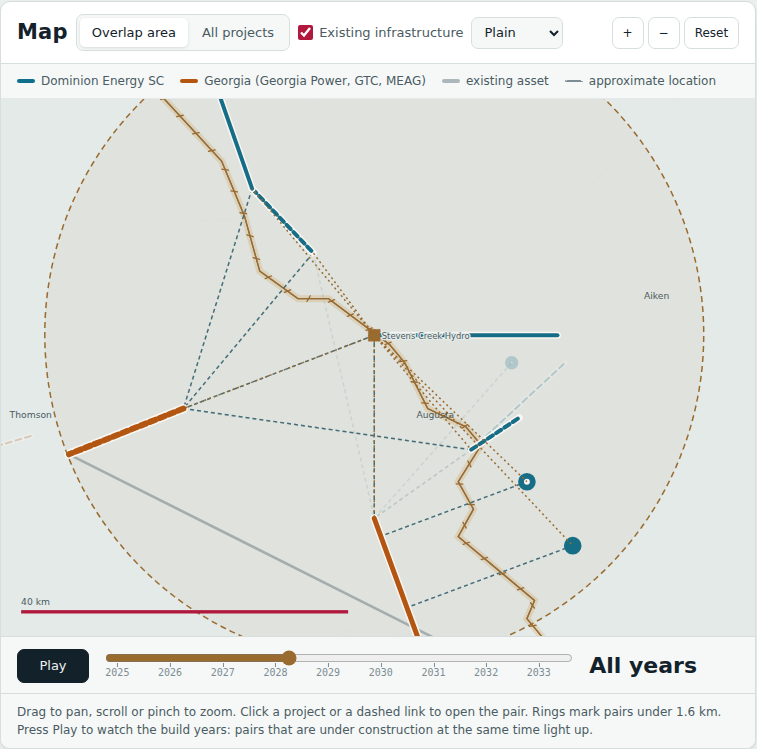 Map
Overlap area
All projects
Existing infrastructure
Plain
+
−
Reset
Dominion Energy SC
Georgia (Georgia Power, GTC, MEAG)
existing asset
approximate location
Aiken
Stevens Creek Hydro
Thomson
Augusta
40 km
Play
2025
2026
2027
2028
2029
2030
2031
2032
2033
All years
Drag to pan, scroll or pinch to zoom. Click a project or a dashed link to open the pair. Rings mark pairs under 1.6 km.
Press Play to watch the build years: pairs that are under construction at the same time light up.